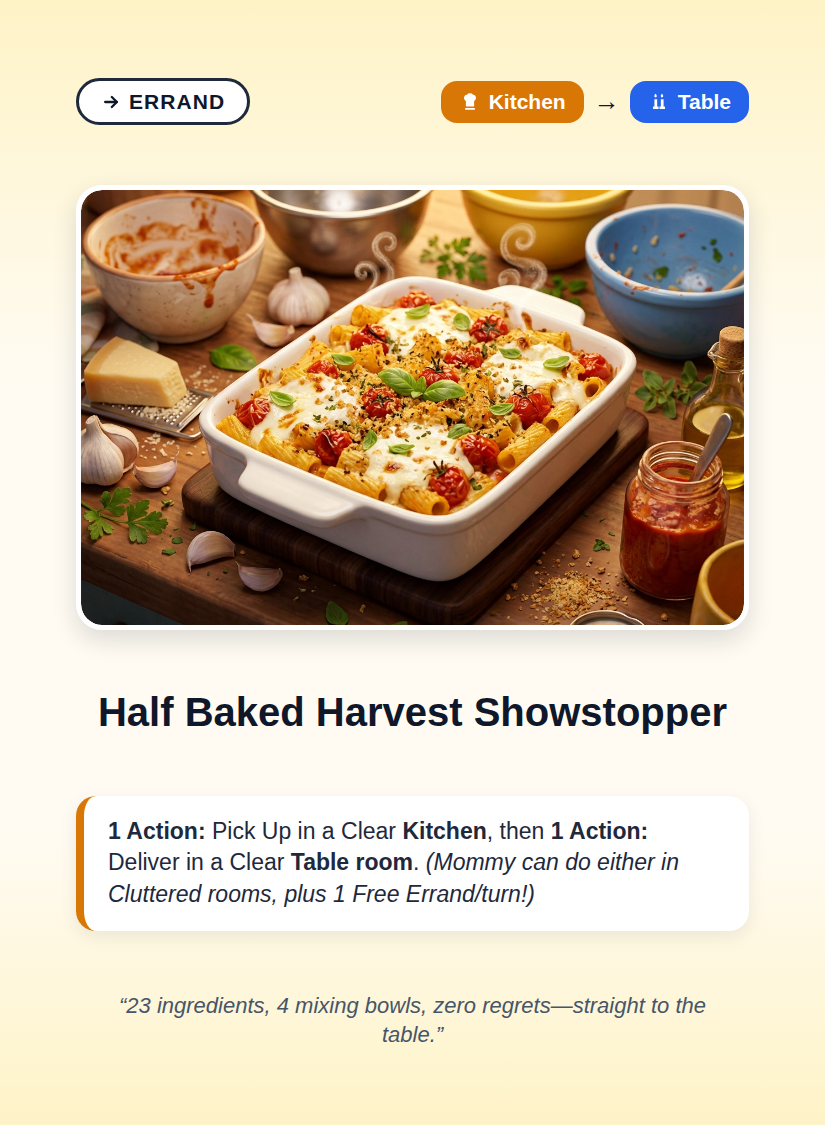 → ERRAND
Kitchen → Table
Half Baked Harvest Showstopper
1 Action: Pick Up in a Clear Kitchen, then 1 Action:
Deliver in a Clear Table room. (Mommy can do either in
Cluttered rooms, plus 1 Free Errand/turn!)
“23 ingredients, 4 mixing bowls, zero regrets—straight to the
table.”